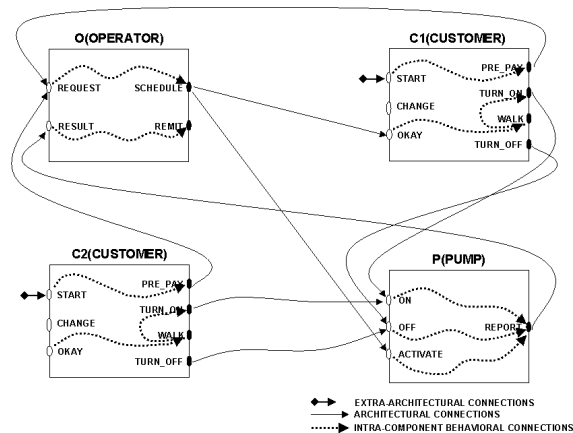 O(OPERATOR)
REQUEST
SCHEDULE
RESULT
REMIT
C1(CUSTOMER)
PRE_PAY
START
TURN_ON
CHANGE
WALK
OKAY
TURN_OFF
C2(CUSTOMER)
PRE_PAY
START
TURN_ON
CHANGE
WALK
OKAY
TURN_OFF
P(PUMP)
ON
OFF
REPORT
ACTIVATE
EXTRA-ARCHITECTURAL CONNECTIONS
ARCHITECTURAL CONNECTIONS
INTRA-COMPONENT BEHAVIORAL CONNECTIONS